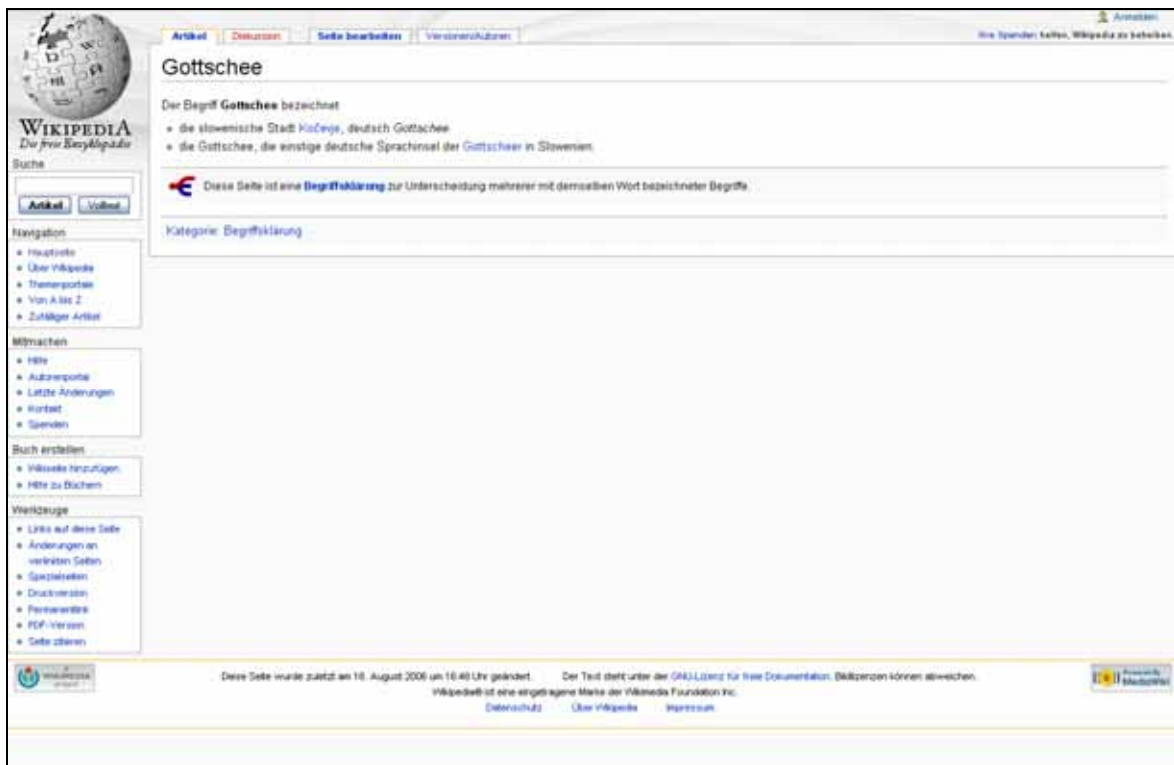 Anmelden
Ihre Spenden helfen, Wikipedia zu betreiben.
Artikel Diskussion Seite bearbeiten Versionen/Autoren
Gottschee
Der Begriff Gottschee bezeichnet
die slowenische Stadt Kočevje, deutsch Gottschee
die Gottschee, die einstige deutsche Sprachinsel der Gottscheer in Slowenien.
Diese Seite ist eine Begriffsklärung zur Unterscheidung mehrerer mit demselben Wort bezeichneter Begriffe.
Kategorie: Begriffsklärung
WIKIPEDIA
Die freie Enzyklopädie
Suche
Artikel Volltext
Navigation
Hauptseite
Über Wikipedia
Themenportale
Von A bis Z
Zufälliger Artikel
Mitmachen
Hilfe
Autorenportal
Letzte Änderungen
Kontakt
Spenden
Buch erstellen
Wikiseite hinzufügen
Hilfe zu Büchern
Werkzeuge
Links auf diese Seite
Änderungen an
verlinkten Seiten
Spezialseiten
Druckversion
Permanentlink
PDF-Version
Seite zitieren
Diese Seite wurde zuletzt am August 2006 um Uhr geändert. Der Text steht unter der GNU-Lizenz für freie Dokumentation. Bildlizenzen können abweichen.
Wikipedia® ist eine eingetragene Marke der Wikimedia Foundation Inc.
Datenschutz Über Wikipedia Impressum
WIKIMEDIA project
Powered By MediaWiki